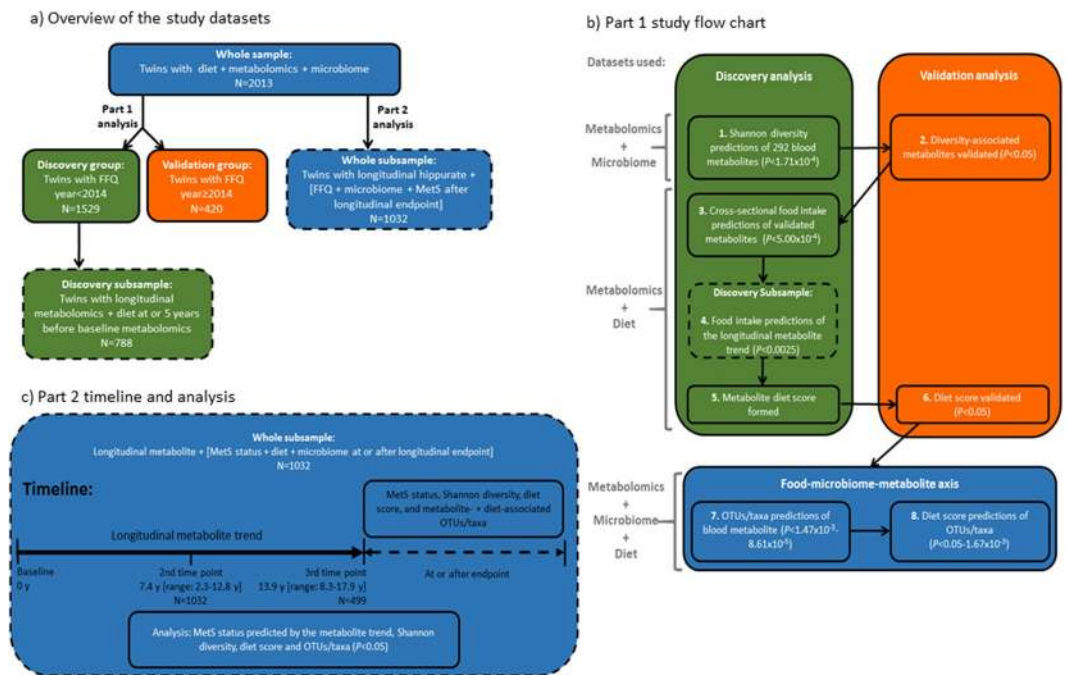 a) Overview of the study datasets
Whole sample:
Twins with diet + metabolomics + microbiome
N=2013
Part 1
analysis
Part 2
analysis
Discovery group:
Twins with FFQ
year<2014
N=1529
Validation group:
Twins with FFQ
year≥2014
N=420
Whole subsample:
Twins with longitudinal hippurate +
[FFQ + microbiome + MetS after
longitudinal endpoint]
N=1032
Discovery subsample:
Twins with longitudinal
metabolomics + diet at or 5 years
before baseline metabolomics
N=788
b) Part 1 study flow chart
Datasets used:
Discovery analysis
Validation analysis
Metabolomics
+
Microbiome
1. Shannon diversity
predictions of 292 blood
metabolites (P<1.71x10⁻⁴)
2. Diversity-associated
metabolites validated (P<0.05)
3. Cross-sectional food intake
predictions of validated
metabolites (P<5.00x10⁻⁴)
Metabolomics
+
Diet
Discovery Subsample:
4. Food intake predictions of
the longitudinal metabolite
trend (P<0.0025)
5. Metabolite diet score
formed
6. Diet score validated
(P<0.05)
Metabolomics
+
Microbiome
+
Diet
Food-microbiome-metabolite axis
7. OTUs/taxa predictions of
blood metabolite (P<1.47x10⁻³-
8.61x10⁻⁵)
8. Diet score predictions of
OTUs/taxa
(P<0.05-1.67x10⁻³)
c) Part 2 timeline and analysis
Whole subsample:
Longitudinal metabolite + [MetS status + diet + microbiome at or after longitudinal endpoint]
N=1032
Timeline:
MetS status, Shannon diversity, diet
score, and metabolite- + diet-associated
OTUs/taxa
Longitudinal metabolite trend
Baseline
0 y
2nd time point
7.4 y [range: 2.5-12.8 y]
N=1032
3rd time point
13.9 y [range: 8.3-17.9 y]
N=499
At or after endpoint
Analysis: MetS status predicted by the metabolite trend, Shannon
diversity, diet score and OTUs/taxa (P<0.05)